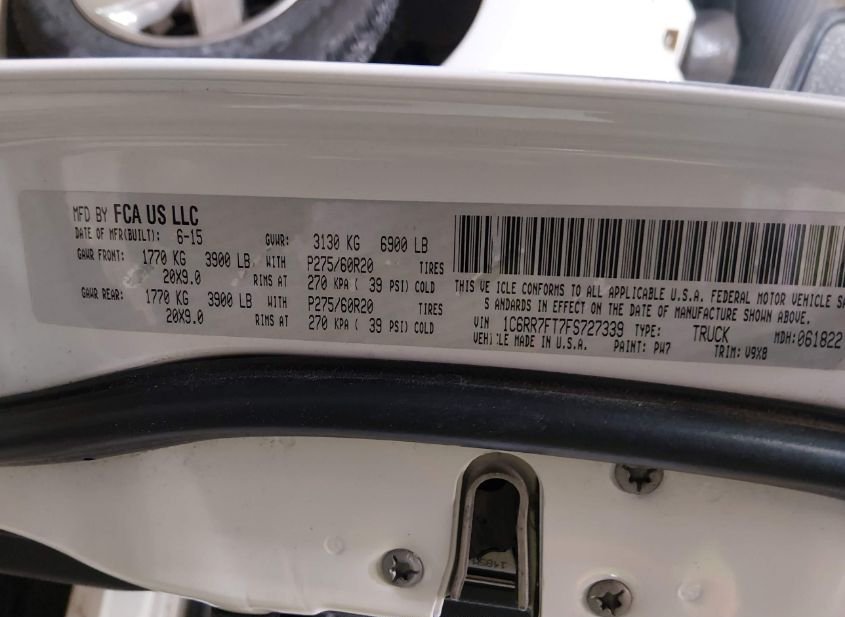 MFD BY FCA US LLC
DATE OF MFR(BUILT): 6-15 GVWR: 3130 KG 6900 LB
GAWR FRONT: 1770 KG 3900 LB WITH P275/60R20 TIRES
20X9.0 RIMS AT 270 KPA ( 39 PSI) COLD
GAWR REAR: 1770 KG 3900 LB WITH P275/60R20 TIRES
20X9.0 RIMS AT 270 KPA ( 39 PSI) COLD
THIS VE ICLE CONFORMS TO ALL APPLICABLE U.S.A. FEDERAL MOTOR VEHICLE SA
S ANDARDS IN EFFECT ON THE DATE OF MANUFACTURE SHOWN ABOVE.
VIN 1C6RR7FT7FS727339 TYPE: TRUCK MDH:061822
VEHICLE MADE IN U.S.A. PAINT: PW7 TRIM: V9X8